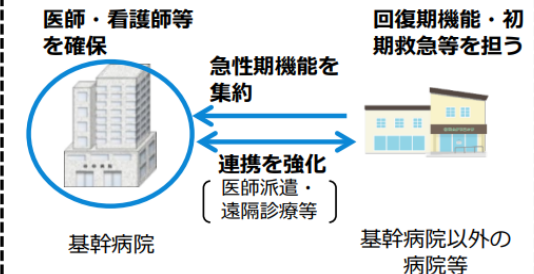 医師・看護師等
を確保
回復期機能・初
期救急等を担う
急性期機能を
集約
連携を強化
医師派遣・
遠隔診療等
基幹病院
基幹病院以外の
病院等